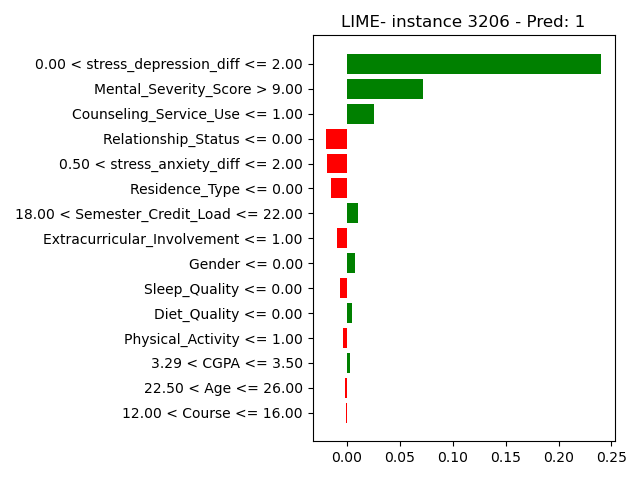 LIME- instance 3206 - Pred: 1
0.00 < stress_depression_diff <= 2.00
Mental_Severity_Score > 9.00
Counseling_Service_Use <= 1.00
Relationship_Status <= 0.00
0.50 < stress_anxiety_diff <= 2.00
Residence_Type <= 0.00
18.00 < Semester_Credit_Load <= 22.00
Extracurricular_Involvement <= 1.00
Gender <= 0.00
Sleep_Quality <= 0.00
Diet_Quality <= 0.00
Physical_Activity <= 1.00
3.29 < CGPA <= 3.50
22.50 < Age <= 26.00
12.00 < Course <= 16.00
0.00 0.05 0.10 0.15 0.20 0.25